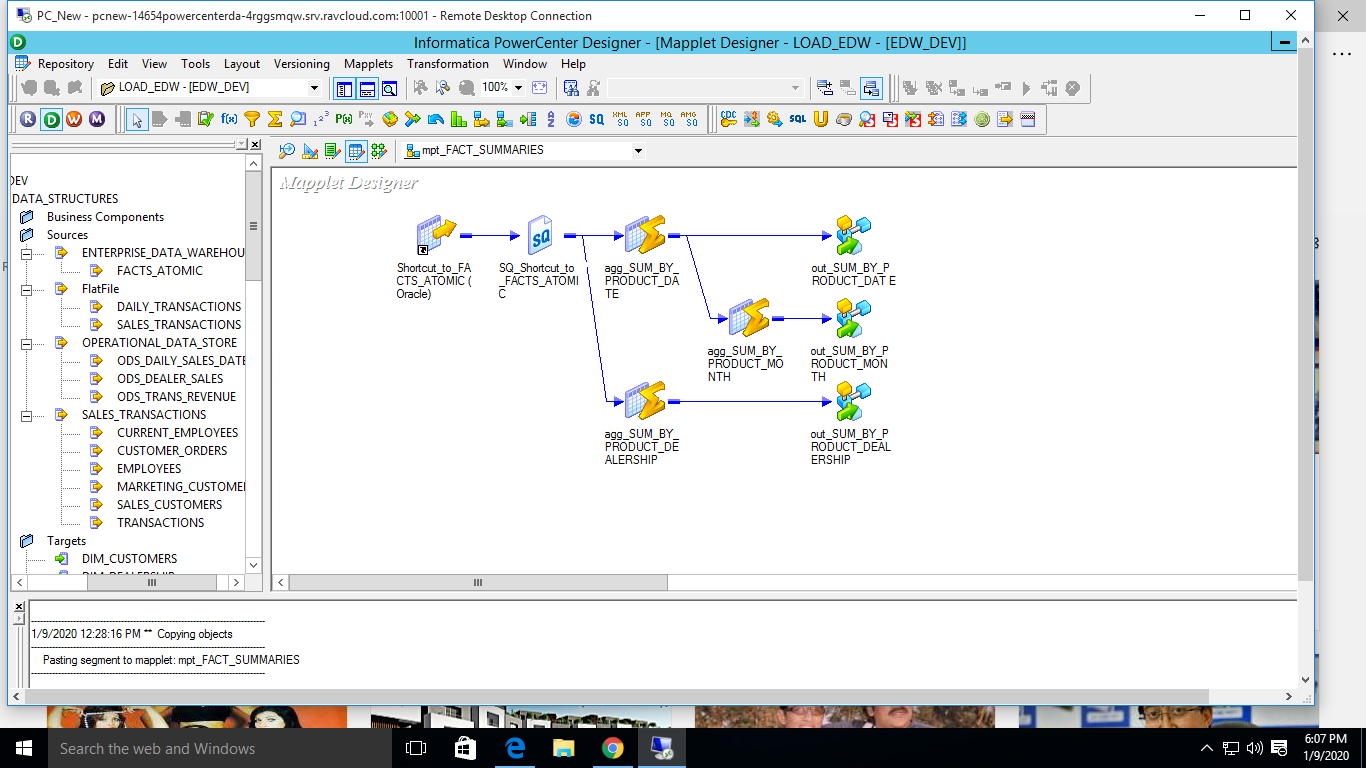 PC_New - pcnew-14654powercenterda-4rggsmqw.srv.ravcloud.com:10001 - Remote Desktop Connection
Informatica PowerCenter Designer - [Mapplet Designer - LOAD_EDW - [EDW_DEV]]
Repository Edit View Tools Layout Versioning Mapplets Transformation Window Help
LOAD_EDW - [EDW_DEV] 100%
mpt_FACT_SUMMARIES
Mapplet Designer
DEV
DATA_STRUCTURES
Business Components
Sources
ENTERPRISE_DATA_WAREHOU
FACTS_ATOMIC
FlatFile
DAILY_TRANSACTIONS
SALES_TRANSACTIONS
OPERATIONAL_DATA_STORE
ODS_DAILY_SALES_DATE
ODS_DEALER_SALES
ODS_TRANS_REVENUE
SALES_TRANSACTIONS
CURRENT_EMPLOYEES
CUSTOMER_ORDERS
EMPLOYEES
MARKETING_CUSTOME
SALES_CUSTOMERS
TRANSACTIONS
Targets
DIM_CUSTOMERS
DIM_DEALERSHIP
Shortcut_to_FA
CTS_ATOMIC (
Oracle)
SQ_Shortcut_to
_FACTS_ATOMI
C
agg_SUM_BY_
PRODUCT_DA
TE
out_SUM_BY_P
RODUCT_DAT E
agg_SUM_BY_
PRODUCT_MO
NTH
out_SUM_BY_P
RODUCT_MON
TH
agg_SUM_BY_
PRODUCT_DE
ALERSHIP
out_SUM_BY_P
RODUCT_DEAL
ERSHIP
1/9/2020 12:28:16 PM ** Copying objects
Pasting segment to mapplet: mpt_FACT_SUMMARIES
Search the web and Windows
6:07 PM
1/9/2020